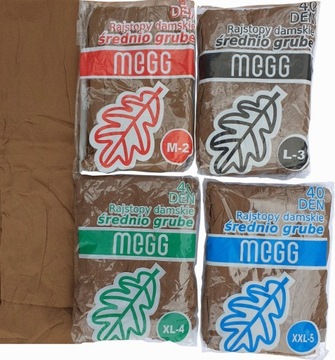 DEN
Rajstopy damskie
średnio grube
megg
M-2
40
DEN
Rajstopy damskie
średnio grube
megg
L-3
DEN
Rajstopy damskie
średnio grube
megg
XL-4
40
DEN
Rajstopy damskie
średnio grube
megg
XXL-5